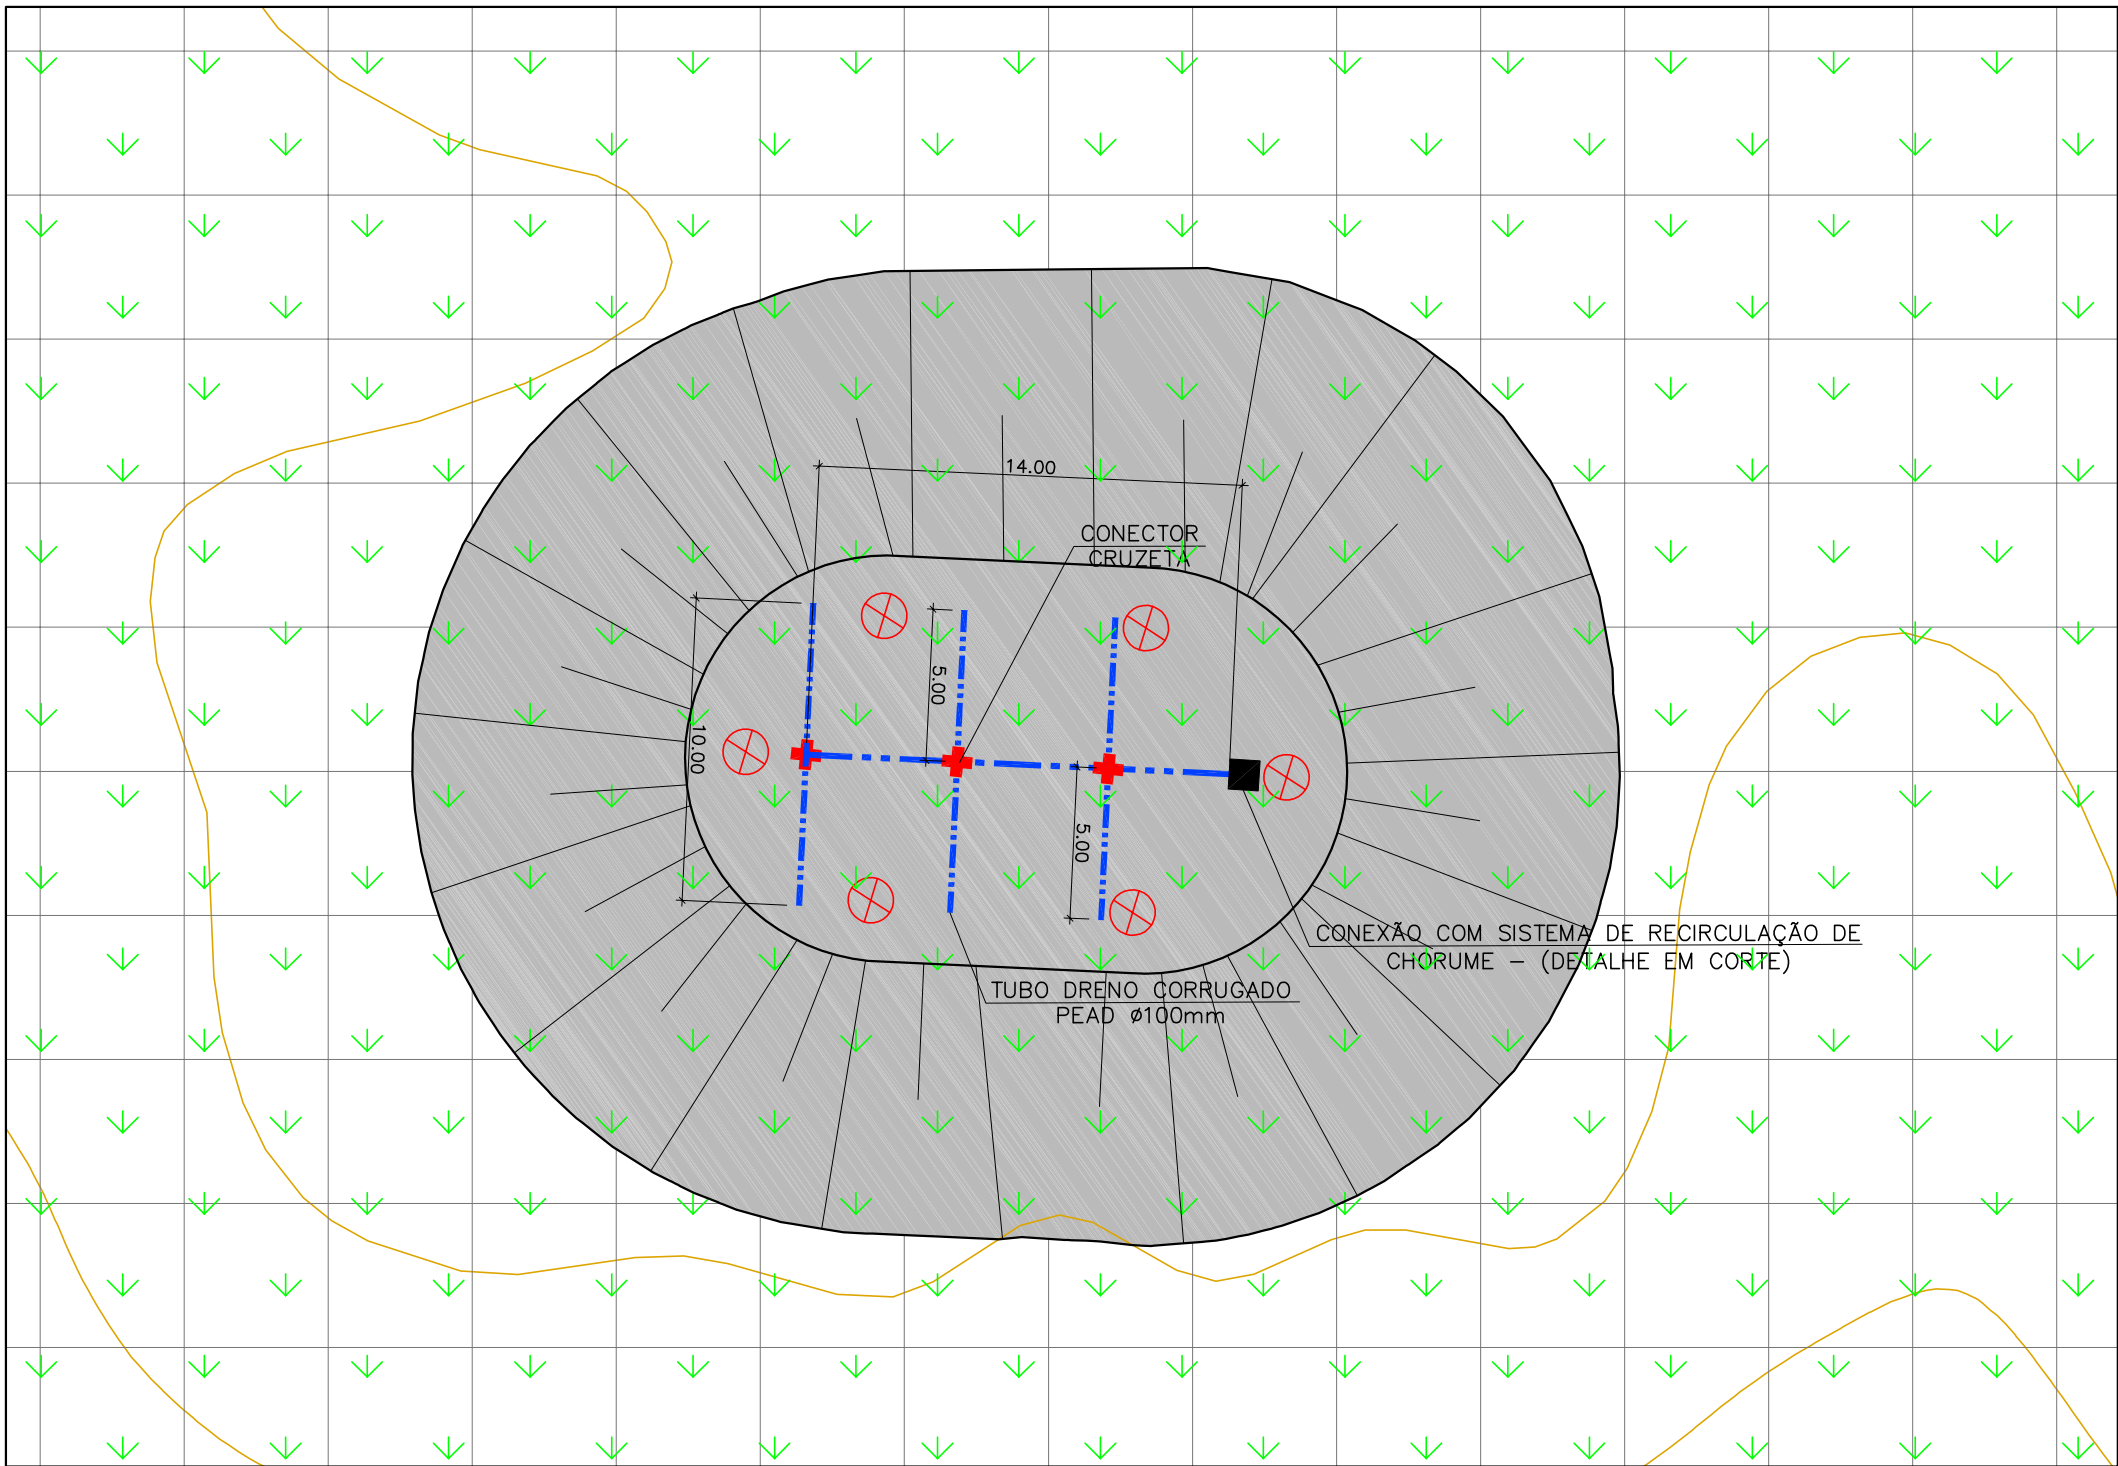 14.00
CONECTOR
CRUZETA
5.00
10.00
5.00
CONEXÃO COM SISTEMA DE RECIRCULAÇÃO DE
CHORUME – (DETALHE EM CORTE)
TUBO DRENO CORRUGADO
PEAD ø100mm